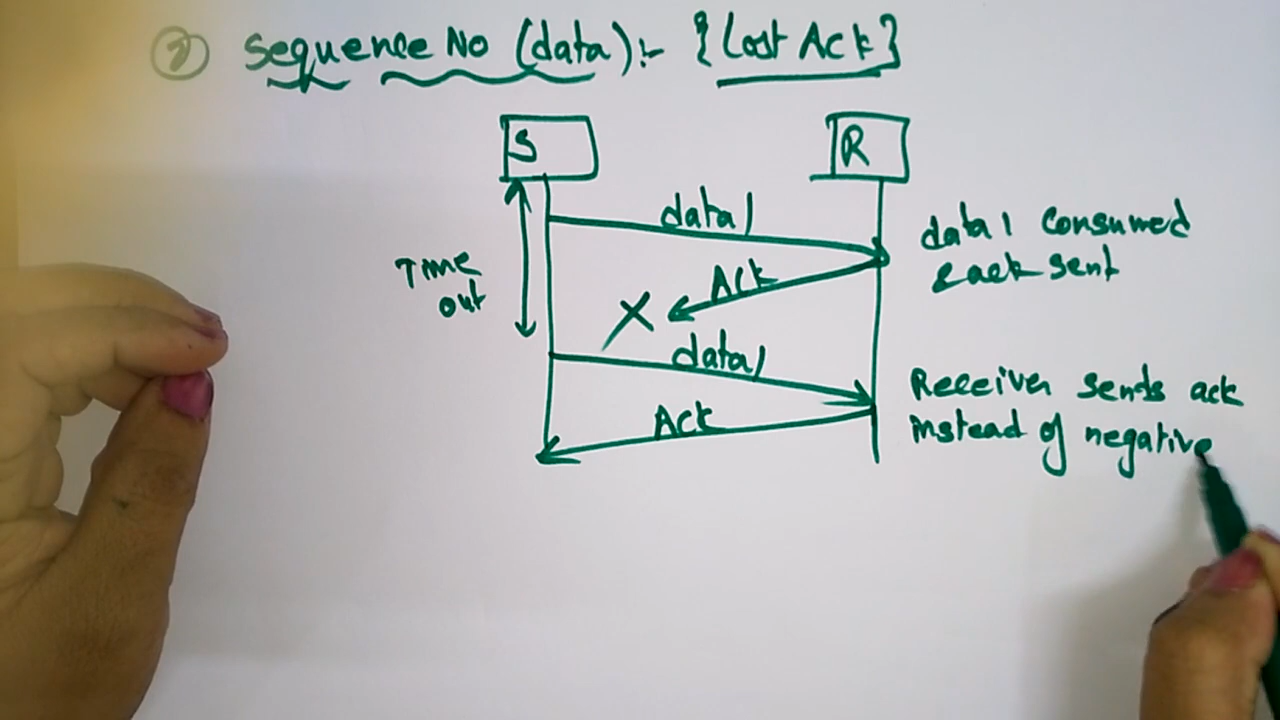 2) Sequence No (data):- {Lost Ack}
S
R
data1
data1 consumed
& ack sent
Time
out
Ack
X
data1
Receiver sends ack
instead of negative
Ack